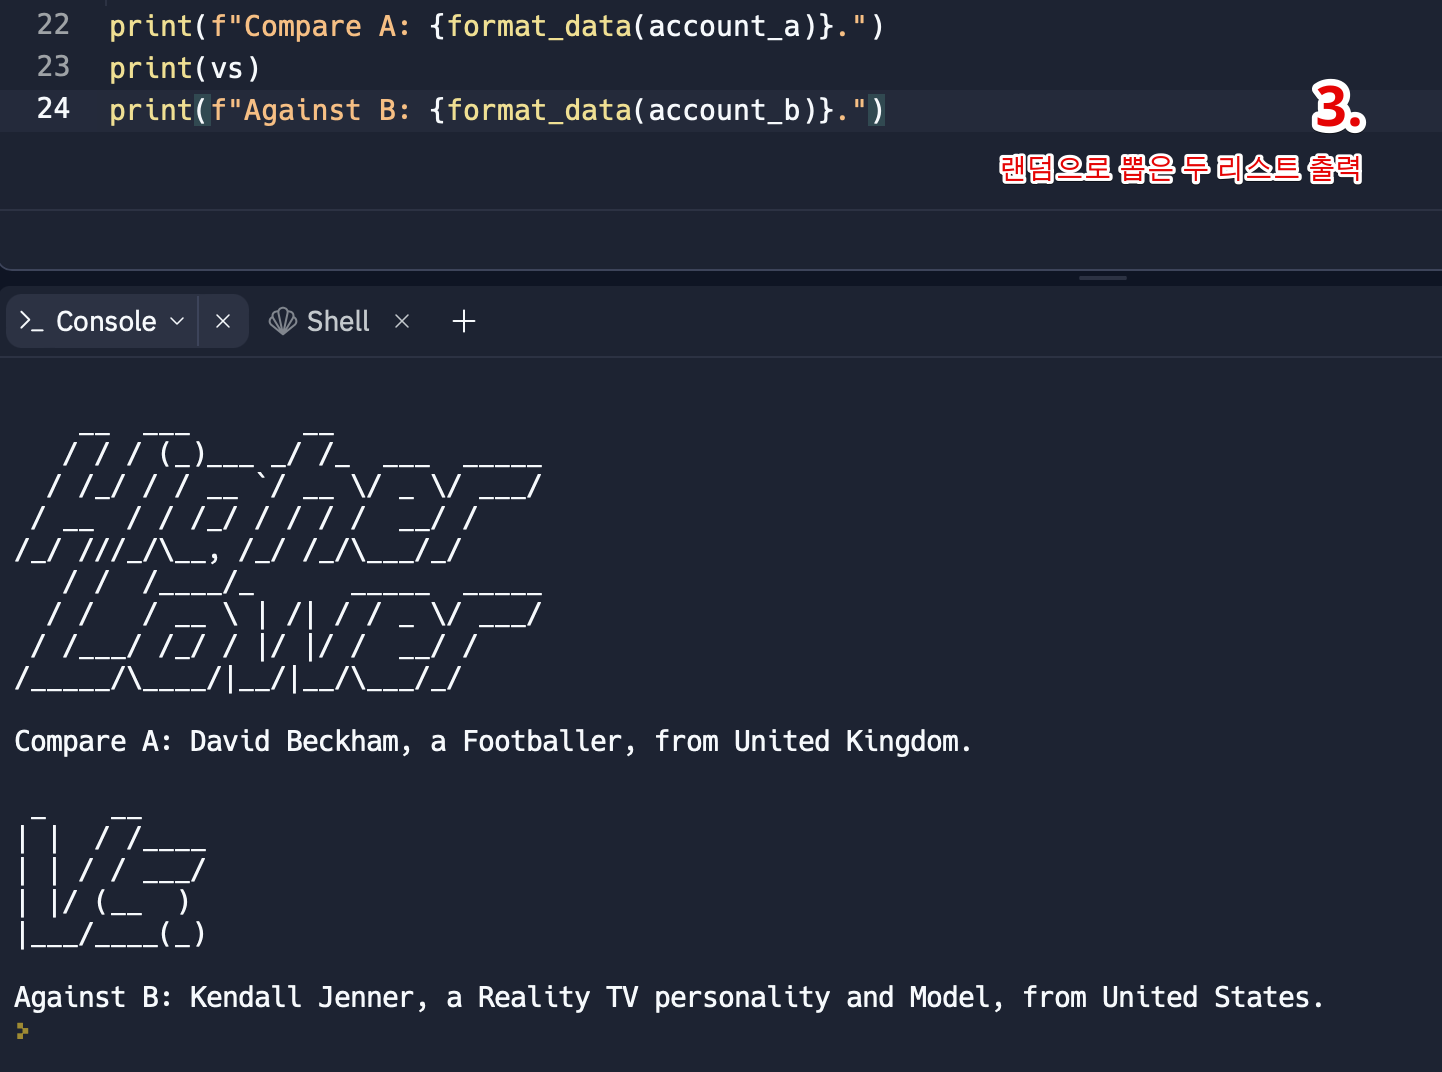 22 print(f"Compare A: {format_data(account_a)}.")
23 print(vs)
24 print(f"Against B: {format_data(account_b)}.")
3.
랜덤으로 뽑은 두 리스트 출력
>_ Console
Shell
    __  ___       __
   / / / (_)___ _/ /_  ___  _____
  / /_/ / / __ `/ __ \/ _ \/ ___/
 / __  / / /_/ / / / /  __/ /
/_/ ///_/\__, /_/ /_/\___/_/
   / /  /____/_      _____  _____
  / /   / __ \ | /| / / _ \/ ___/
 / /___/ /_/ / |/ |/ /  __/ /
/_____/\____/|__/|__/\___/_/
Compare A: David Beckham, a Footballer, from United Kingdom.
 _    __
| |  / /____
| | / / ___/
| |/ (__  )
|___/____(_)
Against B: Kendall Jenner, a Reality TV personality and Model, from United States.